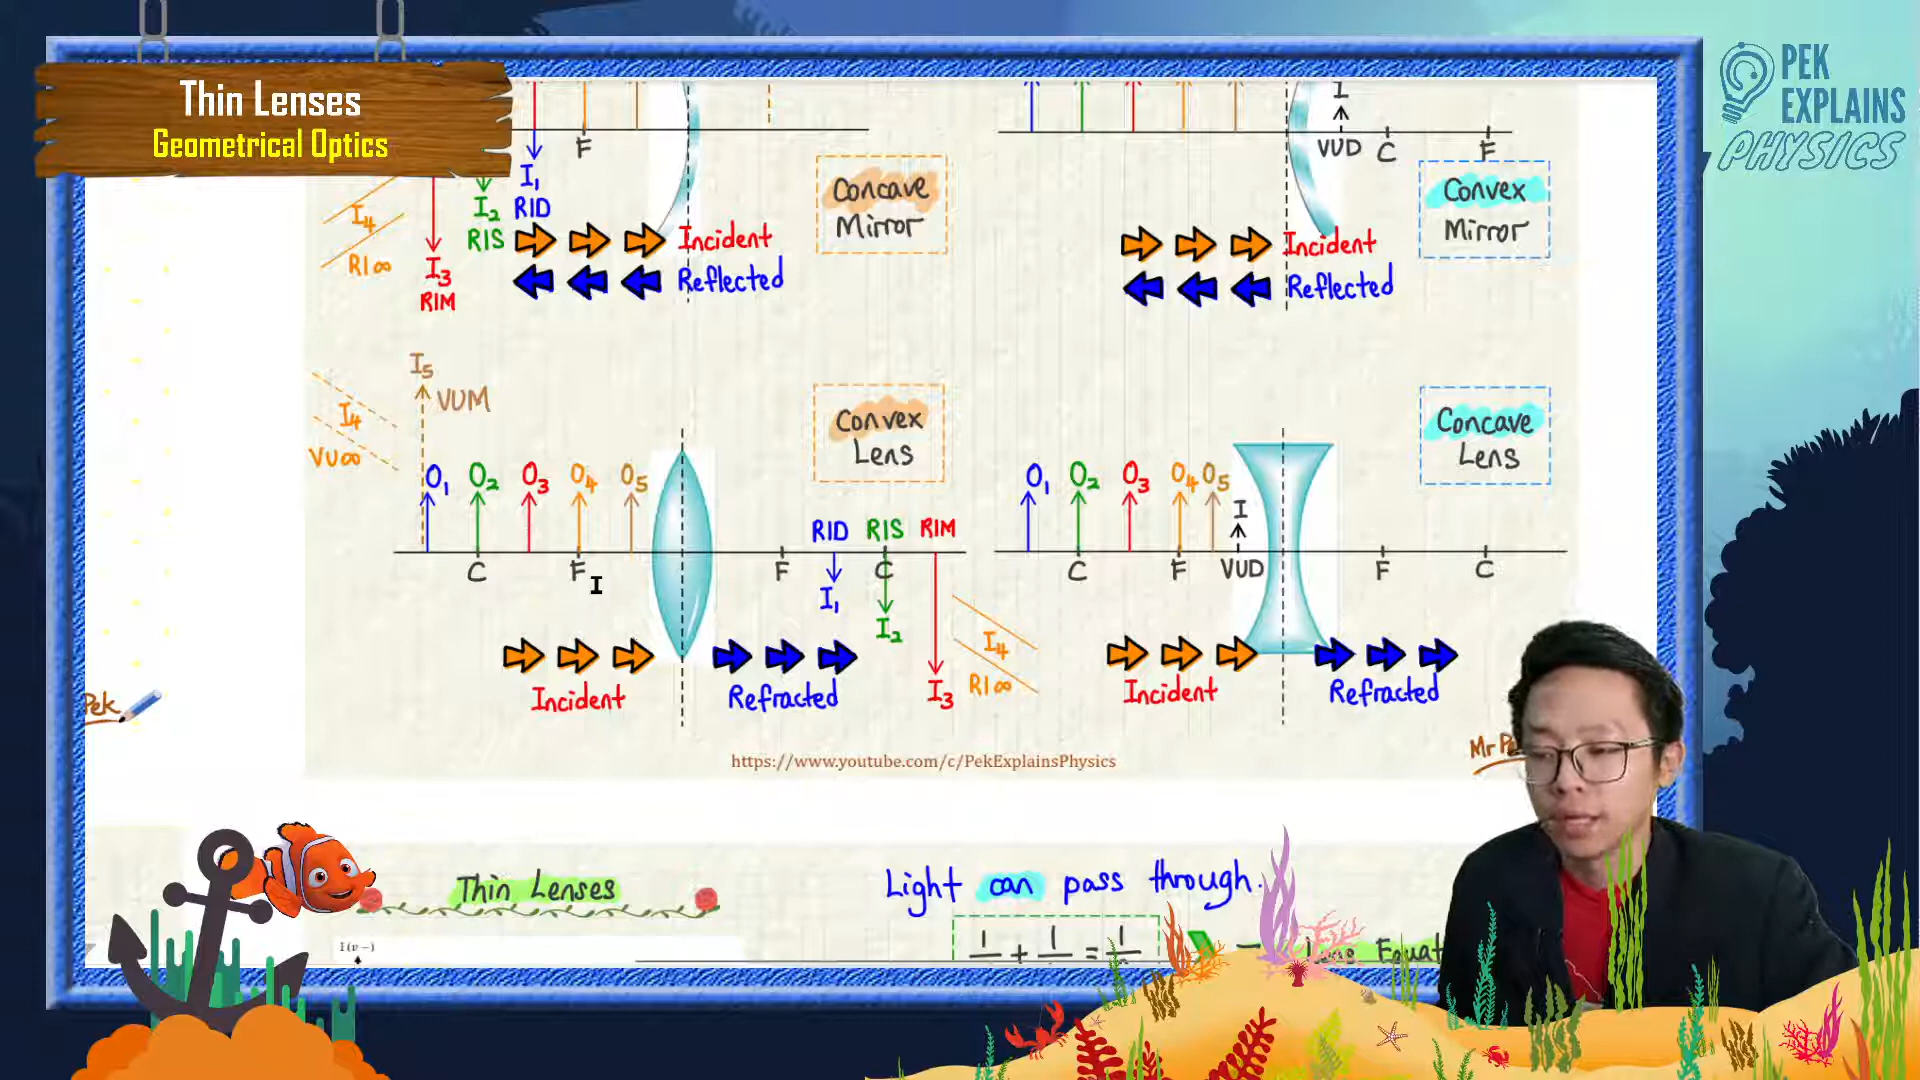 Thin Lenses
Geometrical Optics
PEK
EXPLAINS
PHYSICS
F
I
VUD C F
I₁
I₂ RID
RIS
I₃
RIM
I₄
RI∞
Incident
Reflected
Concave
Mirror
Incident
Reflected
Convex
Mirror
I₅
VUM
I₄
VU∞
O₁ O₂ O₃ O₄ O₅
C F F C
RID RIS RIM
I₁
I₂
I₃
I₄
RI∞
Incident
Refracted
Convex
Lens
O₁ O₂ O₃ O₄ O₅
I
C F VUD F C
Incident
Refracted
Concave
Lens
Pek
https://www.youtube.com/c/PekExplainsPhysics
Thin Lenses
Light can pass through.